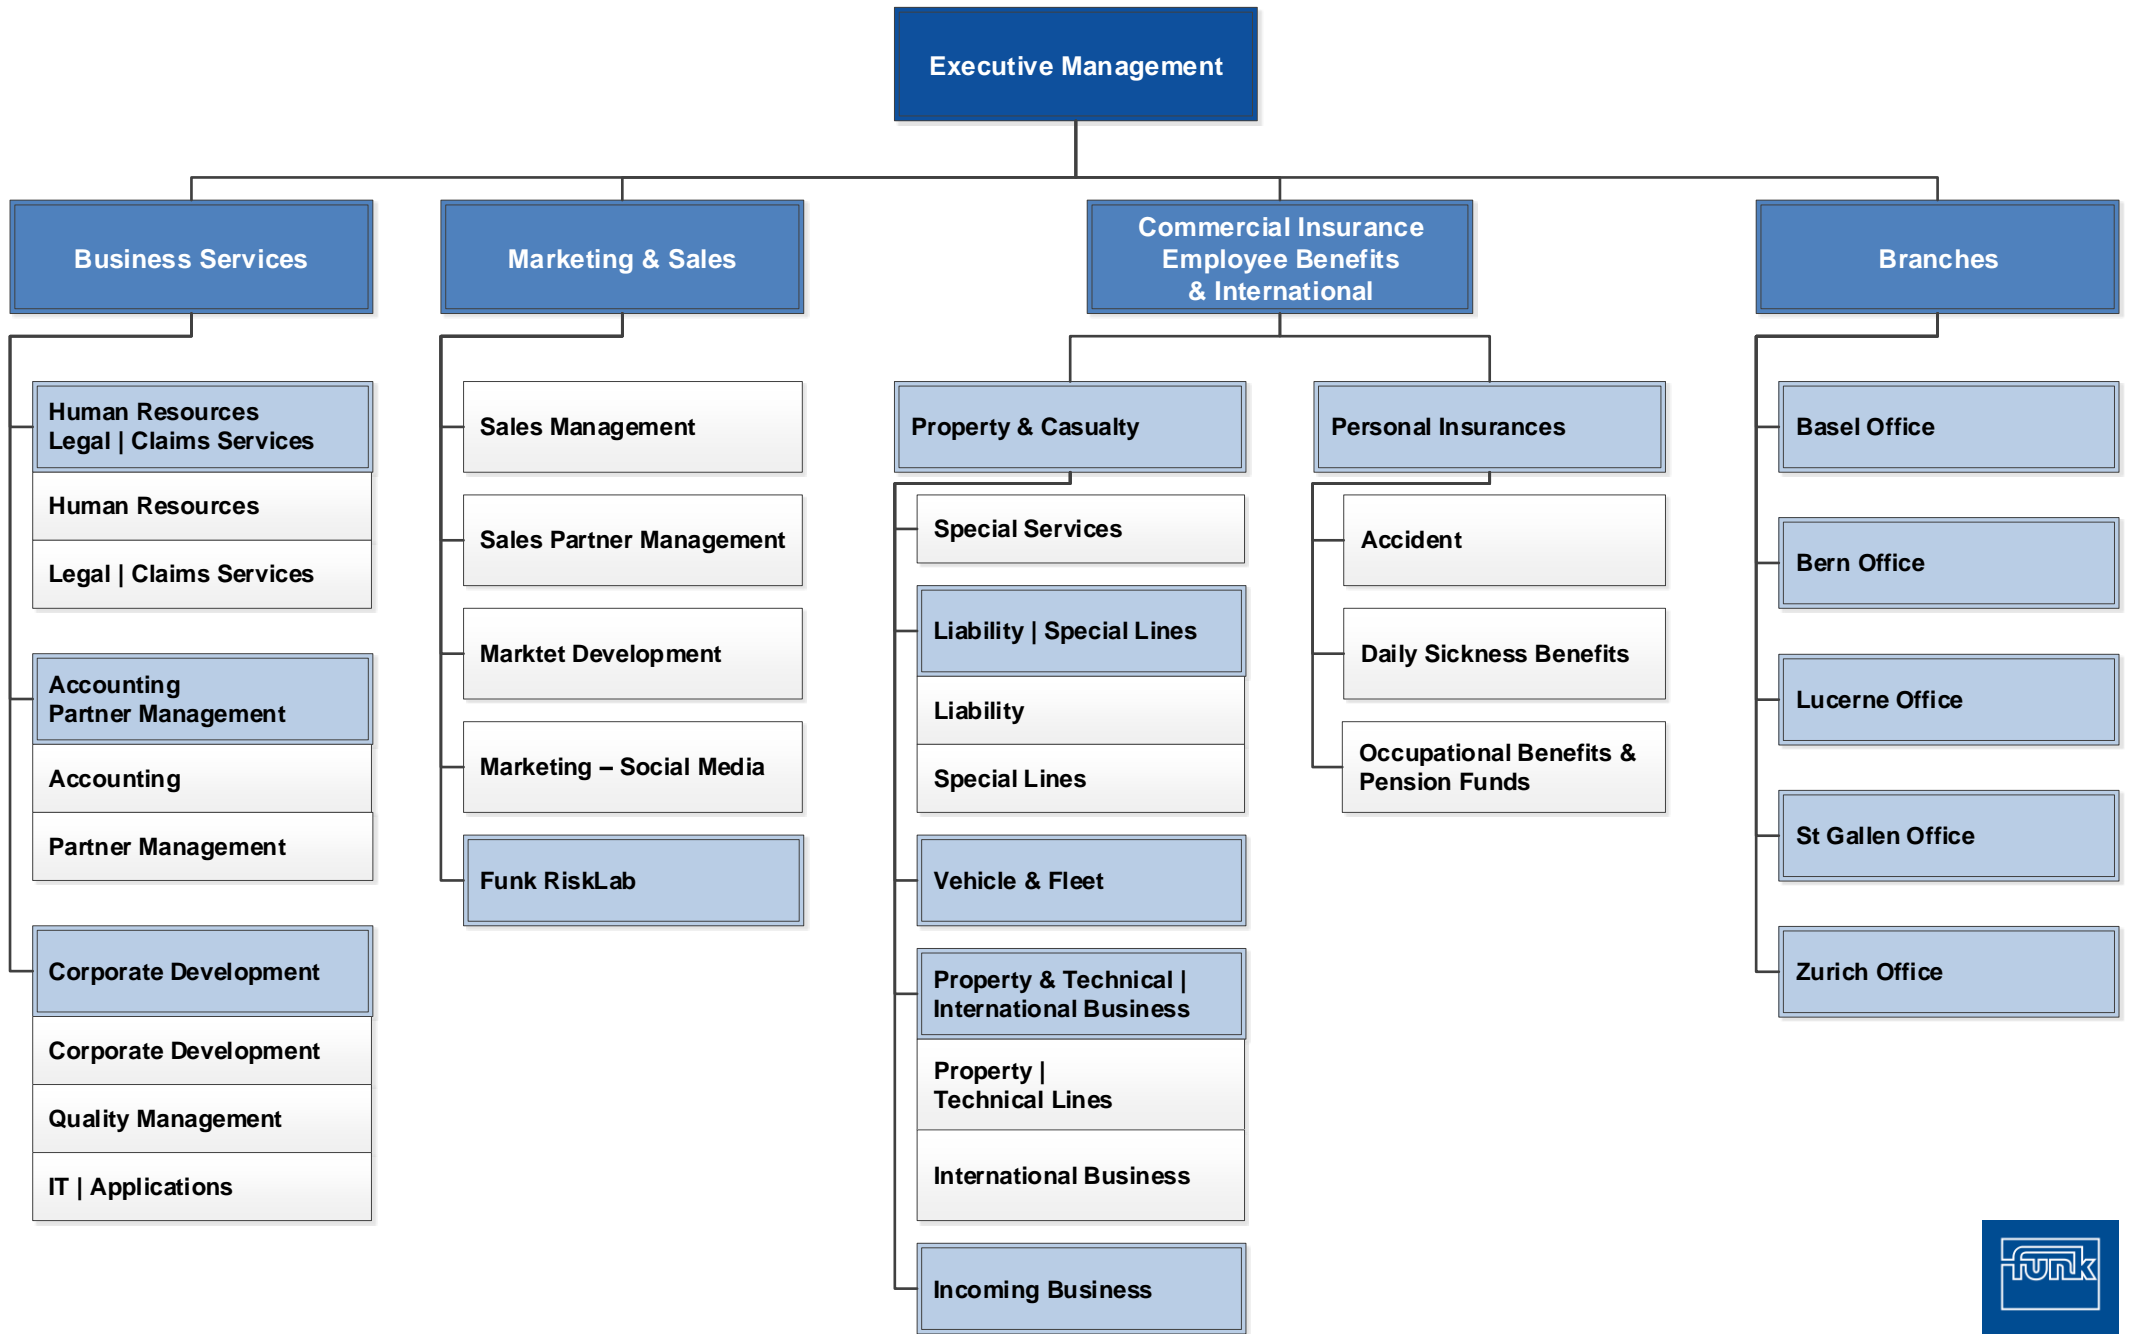 Executive Management
Business Services
Marketing & Sales
Commercial Insurance
Employee Benefits
& International
Branches
Human Resources
Legal | Claims Services
Human Resources
Legal | Claims Services
Accounting
Partner Management
Accounting
Partner Management
Corporate Development
Corporate Development
Quality Management
IT | Applications
Sales Management
Sales Partner Management
Marktet Development
Marketing – Social Media
Funk RiskLab
Property & Casualty
Special Services
Liability | Special Lines
Liability
Special Lines
Vehicle & Fleet
Property & Technical |
International Business
Property |
Technical Lines
International Business
Incoming Business
Personal Insurances
Accident
Daily Sickness Benefits
Occupational Benefits &
Pension Funds
Basel Office
Bern Office
Lucerne Office
St Gallen Office
Zurich Office
funk